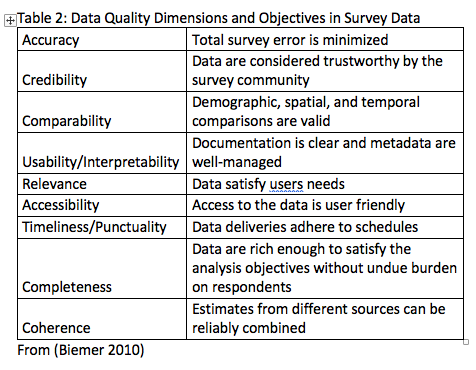 Table 2: Data Quality Dimensions and Objectives in Survey Data
Accuracy Total survey error is minimized
Credibility Data are considered trustworthy by the
survey community
Comparability Demographic, spatial, and temporal
comparisons are valid
Usability/Interpretability Documentation is clear and metadata are
well-managed
Relevance Data satisfy users needs
Accessibility Access to the data is user friendly
Timeliness/Punctuality Data deliveries adhere to schedules
Completeness Data are rich enough to satisfy the
analysis objectives without undue burden
on respondents
Coherence Estimates from different sources can be
reliably combined
From (Biemer 2010)